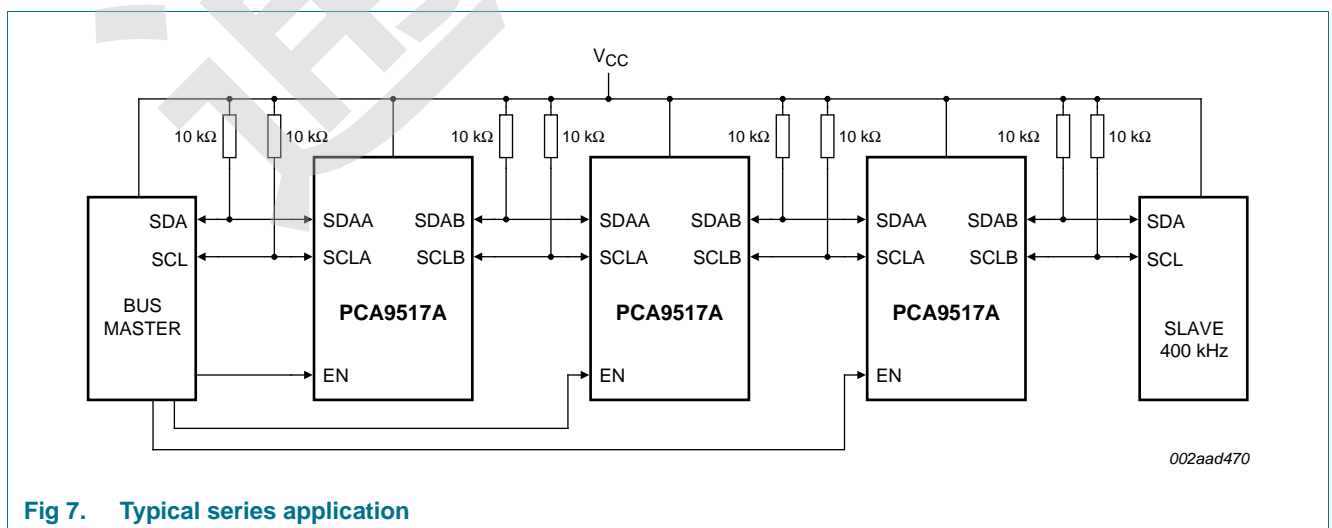 VCC
10 kΩ 10 kΩ 10 kΩ 10 kΩ 10 kΩ 10 kΩ 10 kΩ 10 kΩ
SDA SDAA SDAB SDAA SDAB SDAA SDAB SDA
SCL SCLA SCLB SCLA SCLB SCLA SCLB SCL
BUS
MASTER
PCA9517A PCA9517A PCA9517A
SLAVE
400 kHz
EN EN EN
002aad470
Fig 7. Typical series application